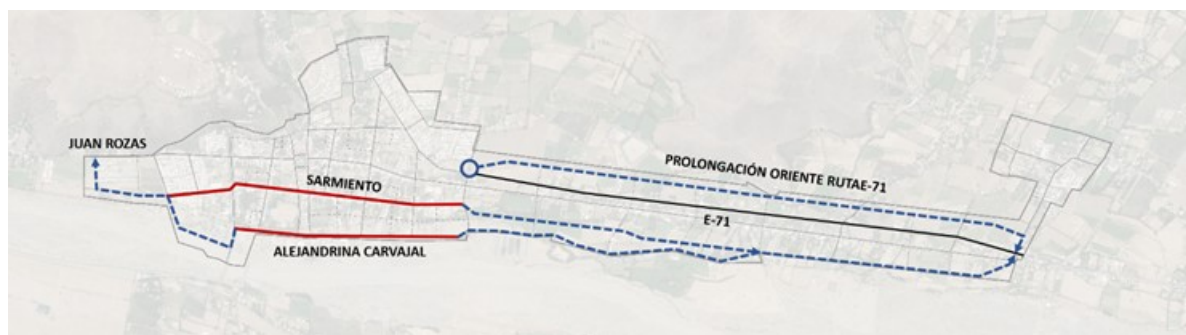 JUAN ROZAS
PROLONGACIÓN ORIENTE RUTAE-71
SARMIENTO
E-71
ALEJANDRINA CARVAJAL